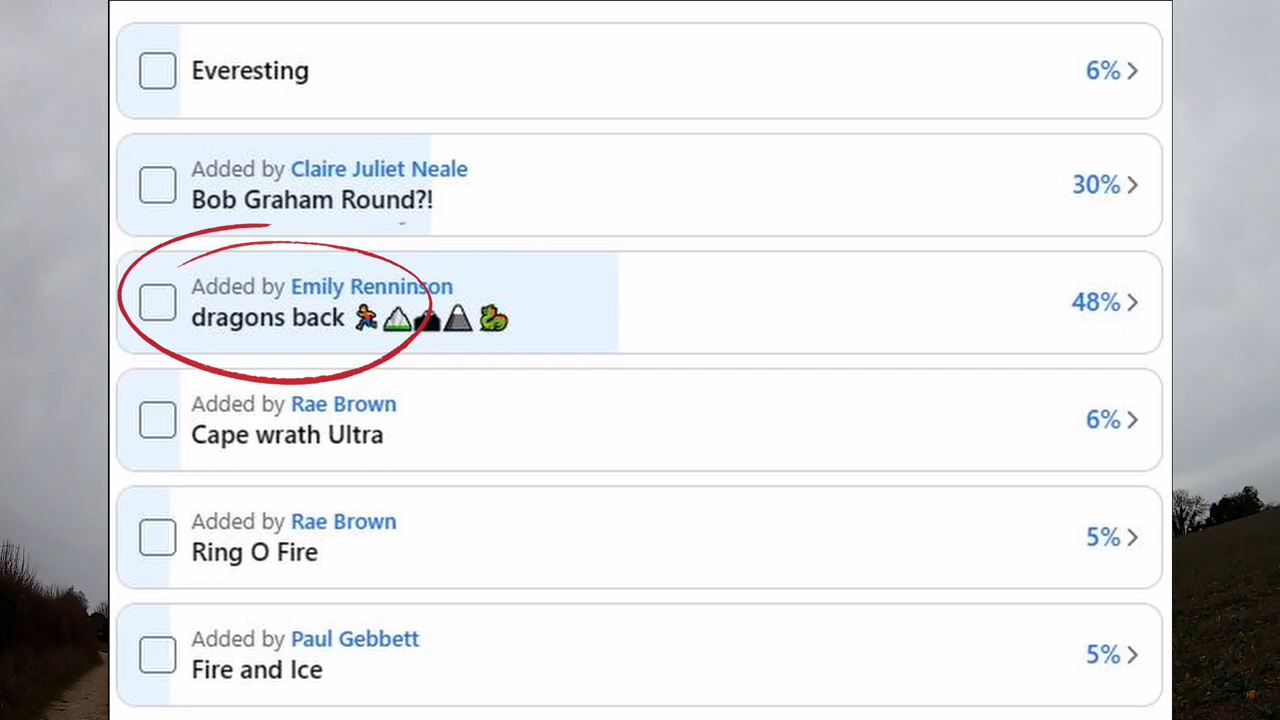 Everesting
6%
Added by Claire Juliet Neale
Bob Graham Round?!
30%
Added by Emily Renninson
dragons back 🏃🏔️⛰️🗻🐉
48%
Added by Rae Brown
Cape wrath Ultra
6%
Added by Rae Brown
Ring O Fire
5%
Added by Paul Gebbett
Fire and Ice
5%